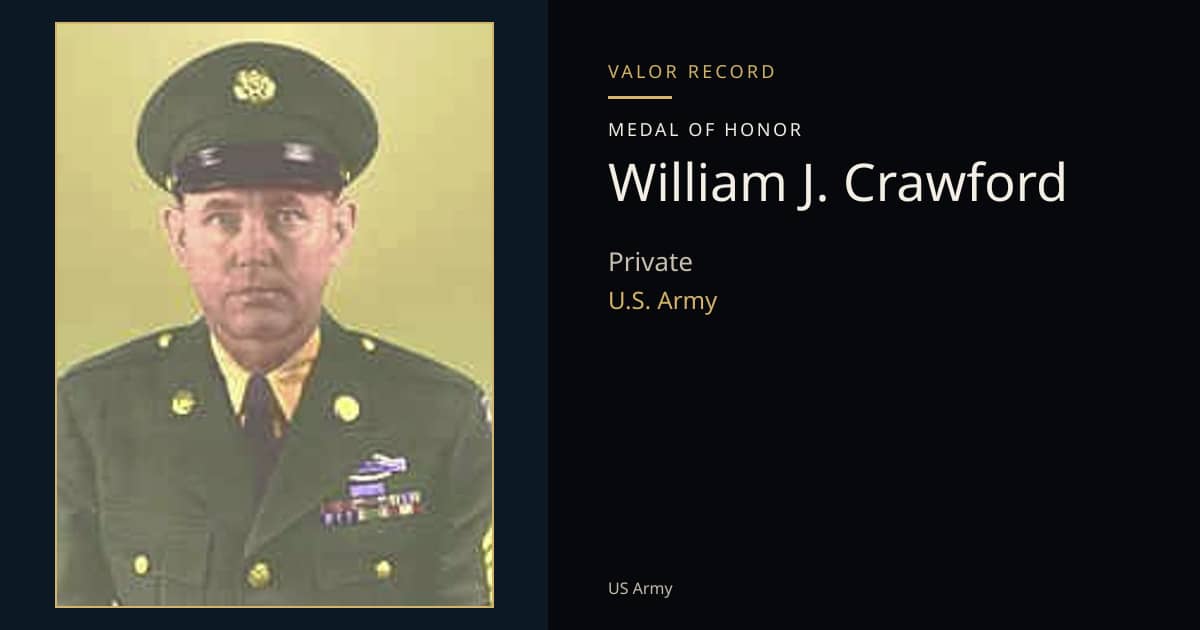 VALOR RECORD
MEDAL OF HONOR
William J. Crawford
Private
U.S. Army
US Army